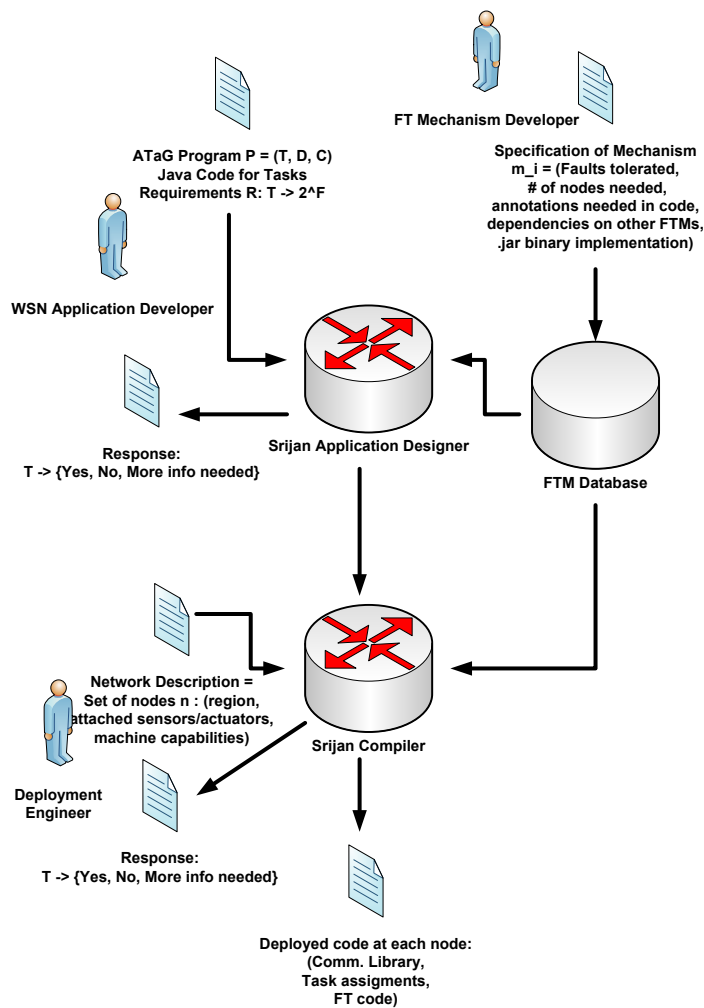 FT Mechanism Developer
ATaG Program P = (T, D, C)
Java Code for Tasks
Requirements R: T -> 2^F
Specification of Mechanism
m_i = (Faults tolerated,
# of nodes needed,
annotations needed in code,
dependencies on other FTMs,
.jar binary implementation)
WSN Application Developer
Response:
T -> {Yes, No, More info needed}
Srijan Application Designer
FTM Database
Network Description =
Set of nodes n : (region,
attached sensors/actuators,
machine capabilities)
Srijan Compiler
Deployment
Engineer
Response:
T -> {Yes, No, More info needed}
Deployed code at each node:
(Comm. Library,
Task assigments,
FT code)